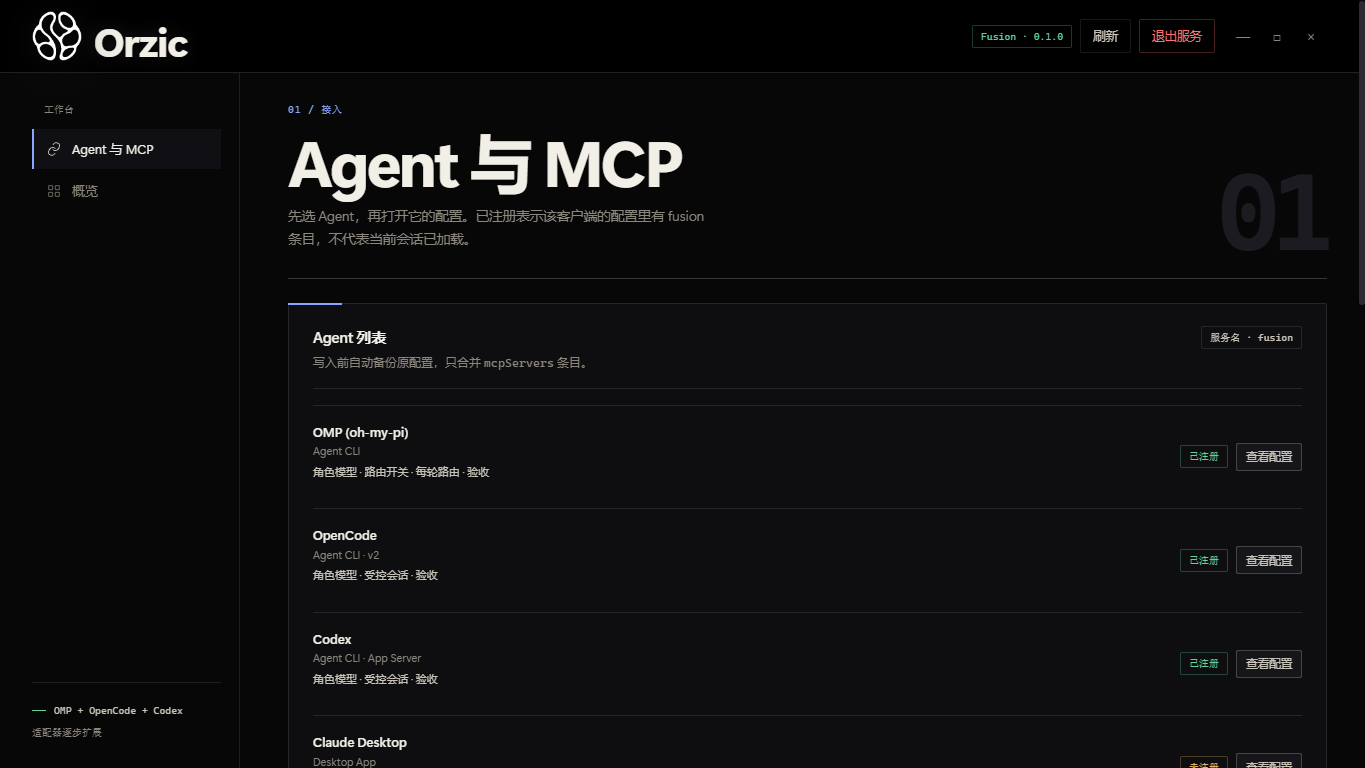 Orzic
Fusion · 0.1.0
刷新
退出服务
工作台
Agent 与 MCP
概览
OMP + OpenCode + Codex
适配器逐步扩展
01 / 接入
Agent 与 MCP
先选 Agent，再打开它的配置。已注册表示该客户端的配置里有 fusion
条目，不代表当前会话已加载。
01
Agent 列表
写入前自动备份原配置，只合并 mcpServers 条目。
服务名 · fusion
OMP (oh-my-pi)
Agent CLI
角色模型 · 路由开关 · 每轮路由 · 验收
已注册
查看配置
OpenCode
Agent CLI · v2
角色模型 · 受控会话 · 验收
已注册
查看配置
Codex
Agent CLI · App Server
角色模型 · 受控会话 · 验收
已注册
查看配置
Claude Desktop
Desktop App
未注册
查看配置